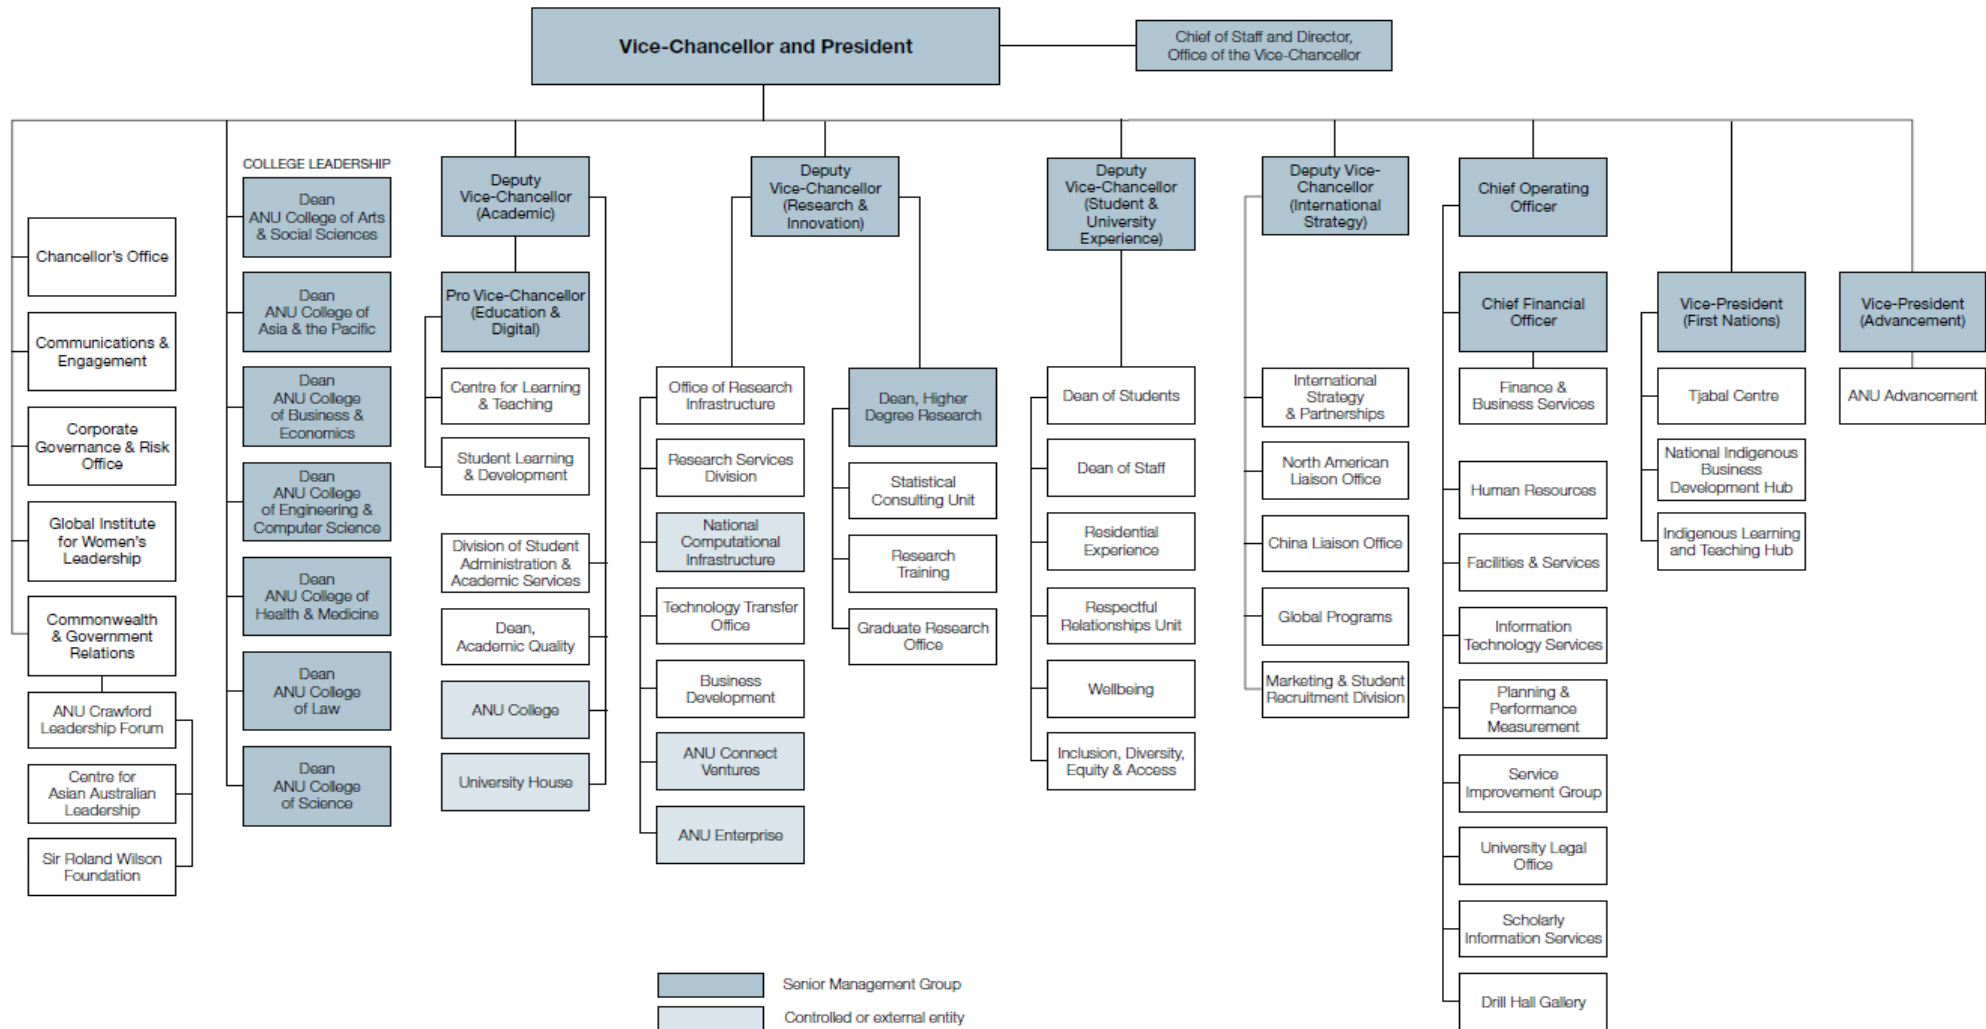 Vice-Chancellor and President
Chief of Staff and Director,
Office of the Vice-Chancellor
Chancellor's Office
Communications &
Engagement
Corporate
Governance & Risk
Office
Global Institute
for Women's
Leadership
Commonwealth
& Government
Relations
ANU Crawford
Leadership Forum
Centre for
Asian Australian
Leadership
Sir Roland Wilson
Foundation
COLLEGE LEADERSHIP
Dean
ANU College of Arts
& Social Sciences
Dean
ANU College of
Asia & the Pacific
Dean
ANU College
of Business &
Economics
Dean
ANU College
of Engineering &
Computer Science
Dean
ANU College of
Health & Medicine
Dean
ANU College
of Law
Dean
ANU College
of Science
Deputy
Vice-Chancellor
(Academic)
Pro Vice-Chancellor
(Education &
Digital)
Centre for Learning
& Teaching
Student Learning
& Development
Division of Student
Administration &
Academic Services
Dean,
Academic Quality
ANU College
University House
Deputy
Vice-Chancellor
(Research &
Innovation)
Office of Research
Infrastructure
Research Services
Division
National
Computational
Infrastructure
Technology Transfer
Office
Business
Development
ANU Connect
Ventures
ANU Enterprise
Dean, Higher
Degree Research
Statistical
Consulting Unit
Research
Training
Graduate Research
Office
Deputy
Vice-Chancellor
(Student &
University
Experience)
Dean of Students
Dean of Staff
Residential
Experience
Respectful
Relationships Unit
Wellbeing
Inclusion, Diversity,
Equity & Access
Deputy Vice-
Chancellor
(International
Strategy)
International
Strategy
& Partnerships
North American
Liaison Office
China Liaison Office
Global Programs
Marketing & Student
Recruitment Division
Chief Operating
Officer
Chief Financial
Officer
Finance &
Business Services
Human Resources
Facilities & Services
Information
Technology Services
Planning &
Performance
Measurement
Service
Improvement Group
University Legal
Office
Scholarly
Information Services
Drill Hall Gallery
Vice-President
(First Nations)
Tjabal Centre
National Indigenous
Business
Development Hub
Indigenous Learning
and Teaching Hub
Vice-President
(Advancement)
ANU Advancement
Senior Management Group
Controlled or external entity